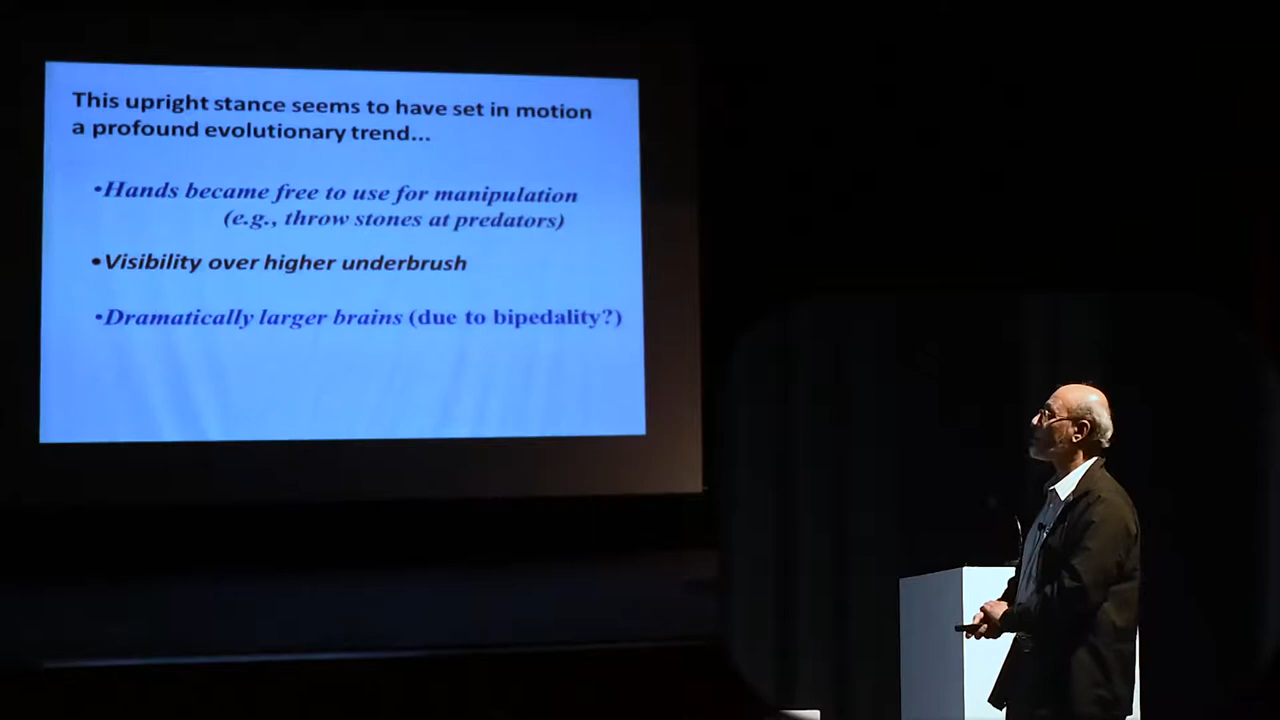 This upright stance seems to have set in motion
a profound evolutionary trend...
•Hands became free to use for manipulation
(e.g., throw stones at predators)
•Visibility over higher underbrush
•Dramatically larger brains (due to bipedality?)